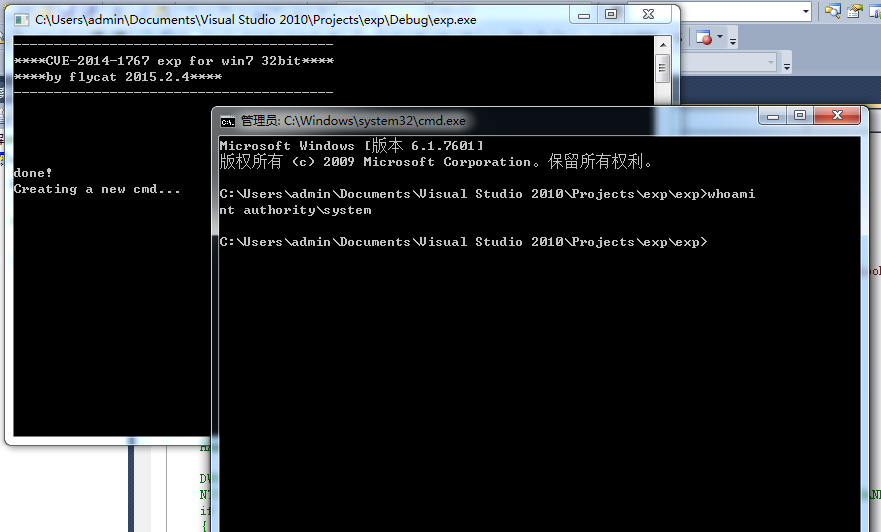 C:\Users\admin\Documents\Visual Studio 2010\Projects\exp\Debug\exp.exe
----------------------------------------
****CVE-2014-1767 exp for win7 32bit****
****by flycat 2015.2.4****
----------------------------------------
done!
Creating a new cmd...
管理员: C:\Windows\system32\cmd.exe
Microsoft Windows [版本 6.1.7601]
版权所有 (c) 2009 Microsoft Corporation。保留所有权利。
C:\Users\admin\Documents\Visual Studio 2010\Projects\exp\exp>whoami
nt authority\system
C:\Users\admin\Documents\Visual Studio 2010\Projects\exp\exp>
if
{